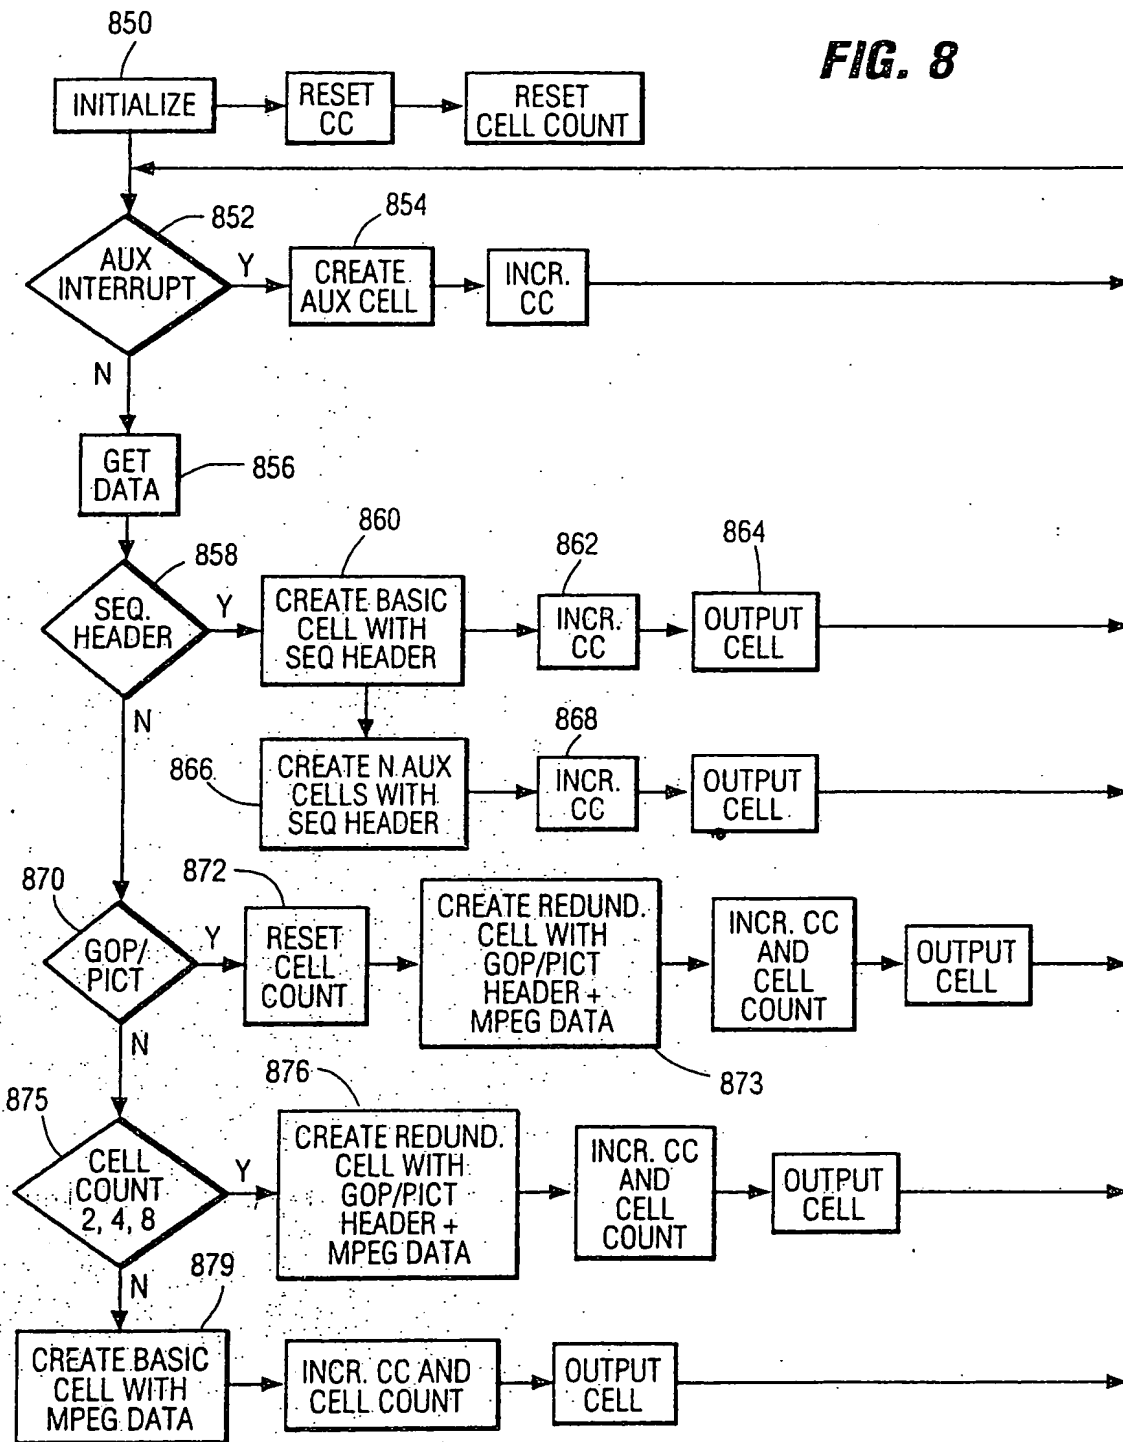 850
FIG. 8
INITIALIZE
RESET
CC
RESET
CELL COUNT
852
AUX
INTERRUPT
Y
854
CREATE
AUX CELL
INCR.
CC
N
GET
DATA
856
858
SEQ.
HEADER
Y
860
CREATE BASIC
CELL WITH
SEQ HEADER
862
INCR.
CC
864
OUTPUT
CELL
N
866
CREATE N AUX
CELLS WITH
SEQ HEADER
868
INCR.
CC
OUTPUT
CELL
870
GOP/
PICT
Y
872
RESET
CELL
COUNT
CREATE REDUND.
CELL WITH
GOP/PICT
HEADER +
MPEG DATA
873
INCR. CC
AND
CELL
COUNT
OUTPUT
CELL
N
875
CELL
COUNT
2, 4, 8
Y
876
CREATE REDUND.
CELL WITH
GOP/PICT
HEADER +
MPEG DATA
INCR. CC
AND
CELL
COUNT
OUTPUT
CELL
N
879
CREATE BASIC
CELL WITH
MPEG DATA
INCR. CC AND
CELL COUNT
OUTPUT
CELL